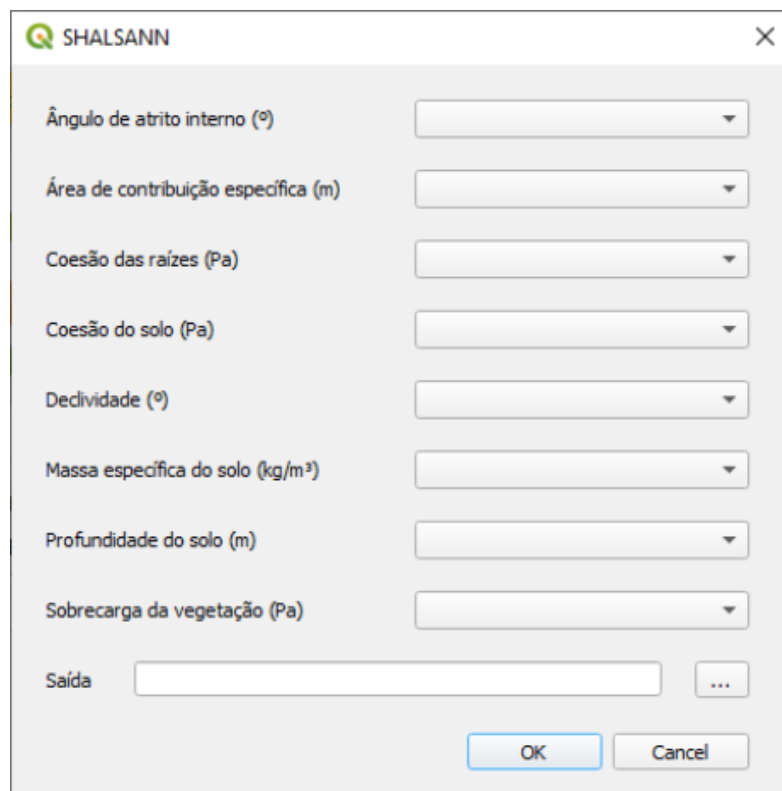 SHALSANN
Ângulo de atrito interno (º)
Área de contribuição específica (m)
Coesão das raízes (Pa)
Coesão do solo (Pa)
Declividade (º)
Massa específica do solo (kg/m³)
Profundidade do solo (m)
Sobrecarga da vegetação (Pa)
Saída ...
OK Cancel